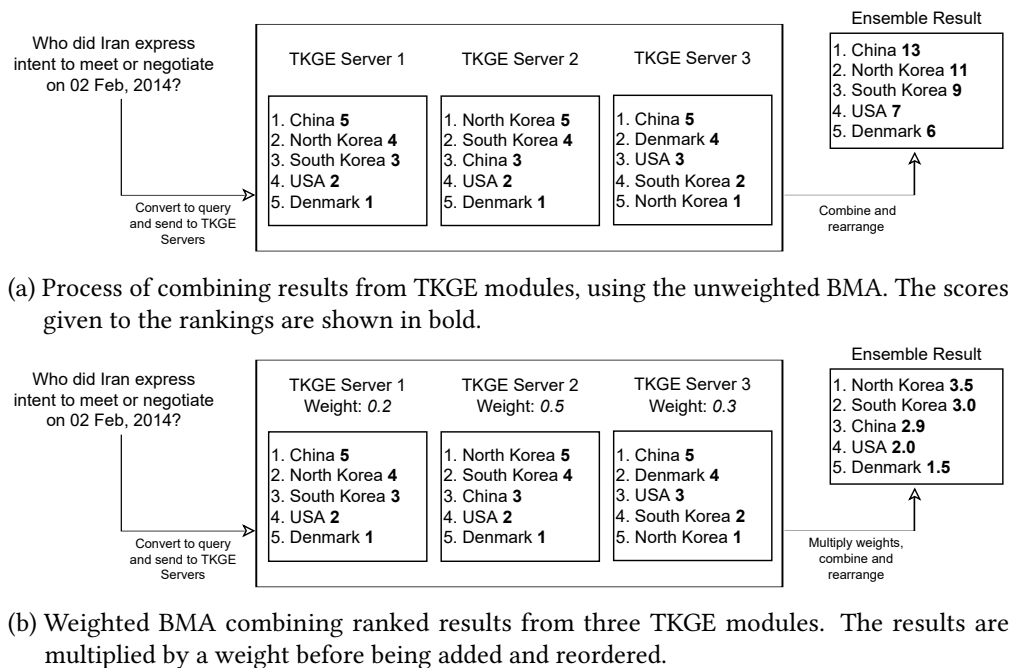 Who did Iran express
intent to meet or negotiate
on 02 Feb, 2014?
Convert to query
and send to TKGE
Servers
TKGE Server 1
1. China 5
2. North Korea 4
3. South Korea 3
4. USA 2
5. Denmark 1
TKGE Server 2
1. North Korea 5
2. South Korea 4
3. China 3
4. USA 2
5. Denmark 1
TKGE Server 3
1. China 5
2. Denmark 4
3. USA 3
4. South Korea 2
5. North Korea 1
Combine and
rearrange
Ensemble Result
1. China 13
2. North Korea 11
3. South Korea 9
4. USA 7
5. Denmark 6
(a) Process of combining results from TKGE modules, using the unweighted BMA. The scores
given to the rankings are shown in bold.
Who did Iran express
intent to meet or negotiate
on 02 Feb, 2014?
Convert to query
and send to TKGE
Servers
TKGE Server 1
Weight: 0.2
1. China 5
2. North Korea 4
3. South Korea 3
4. USA 2
5. Denmark 1
TKGE Server 2
Weight: 0.5
1. North Korea 5
2. South Korea 4
3. China 3
4. USA 2
5. Denmark 1
TKGE Server 3
Weight: 0.3
1. China 5
2. Denmark 4
3. USA 3
4. South Korea 2
5. North Korea 1
Multiply weights,
combine and
rearrange
Ensemble Result
1. North Korea 3.5
2. South Korea 3.0
3. China 2.9
4. USA 2.0
5. Denmark 1.5
(b) Weighted BMA combining ranked results from three TKGE modules. The results are
multiplied by a weight before being added and reordered.